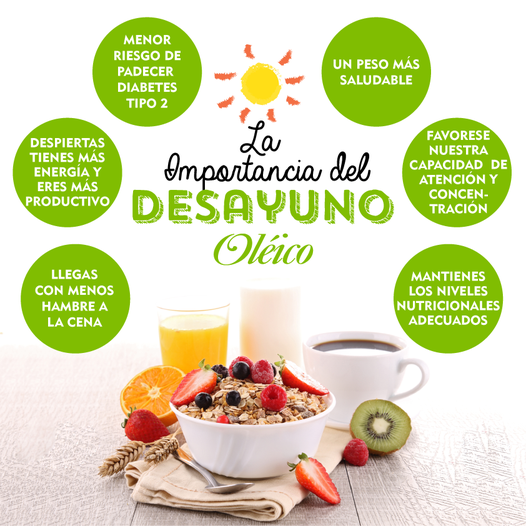 La
Importancia del
DESAYUNO
Oléico
MENOR
RIESGO DE
PADECER
DIABETES
TIPO 2
UN PESO MÁS
SALUDABLE
DESPIERTAS
TIENES MÁS
ENERGÍA Y
ERES MÁS
PRODUCTIVO
FAVORESE
NUESTRA
CAPACIDAD DE
ATENCIÓN Y
CONCEN-
TRACIÓN
LLEGAS
CON MENOS
HAMBRE A
LA CENA
MANTIENES
LOS NIVELES
NUTRICIONALES
ADECUADOS